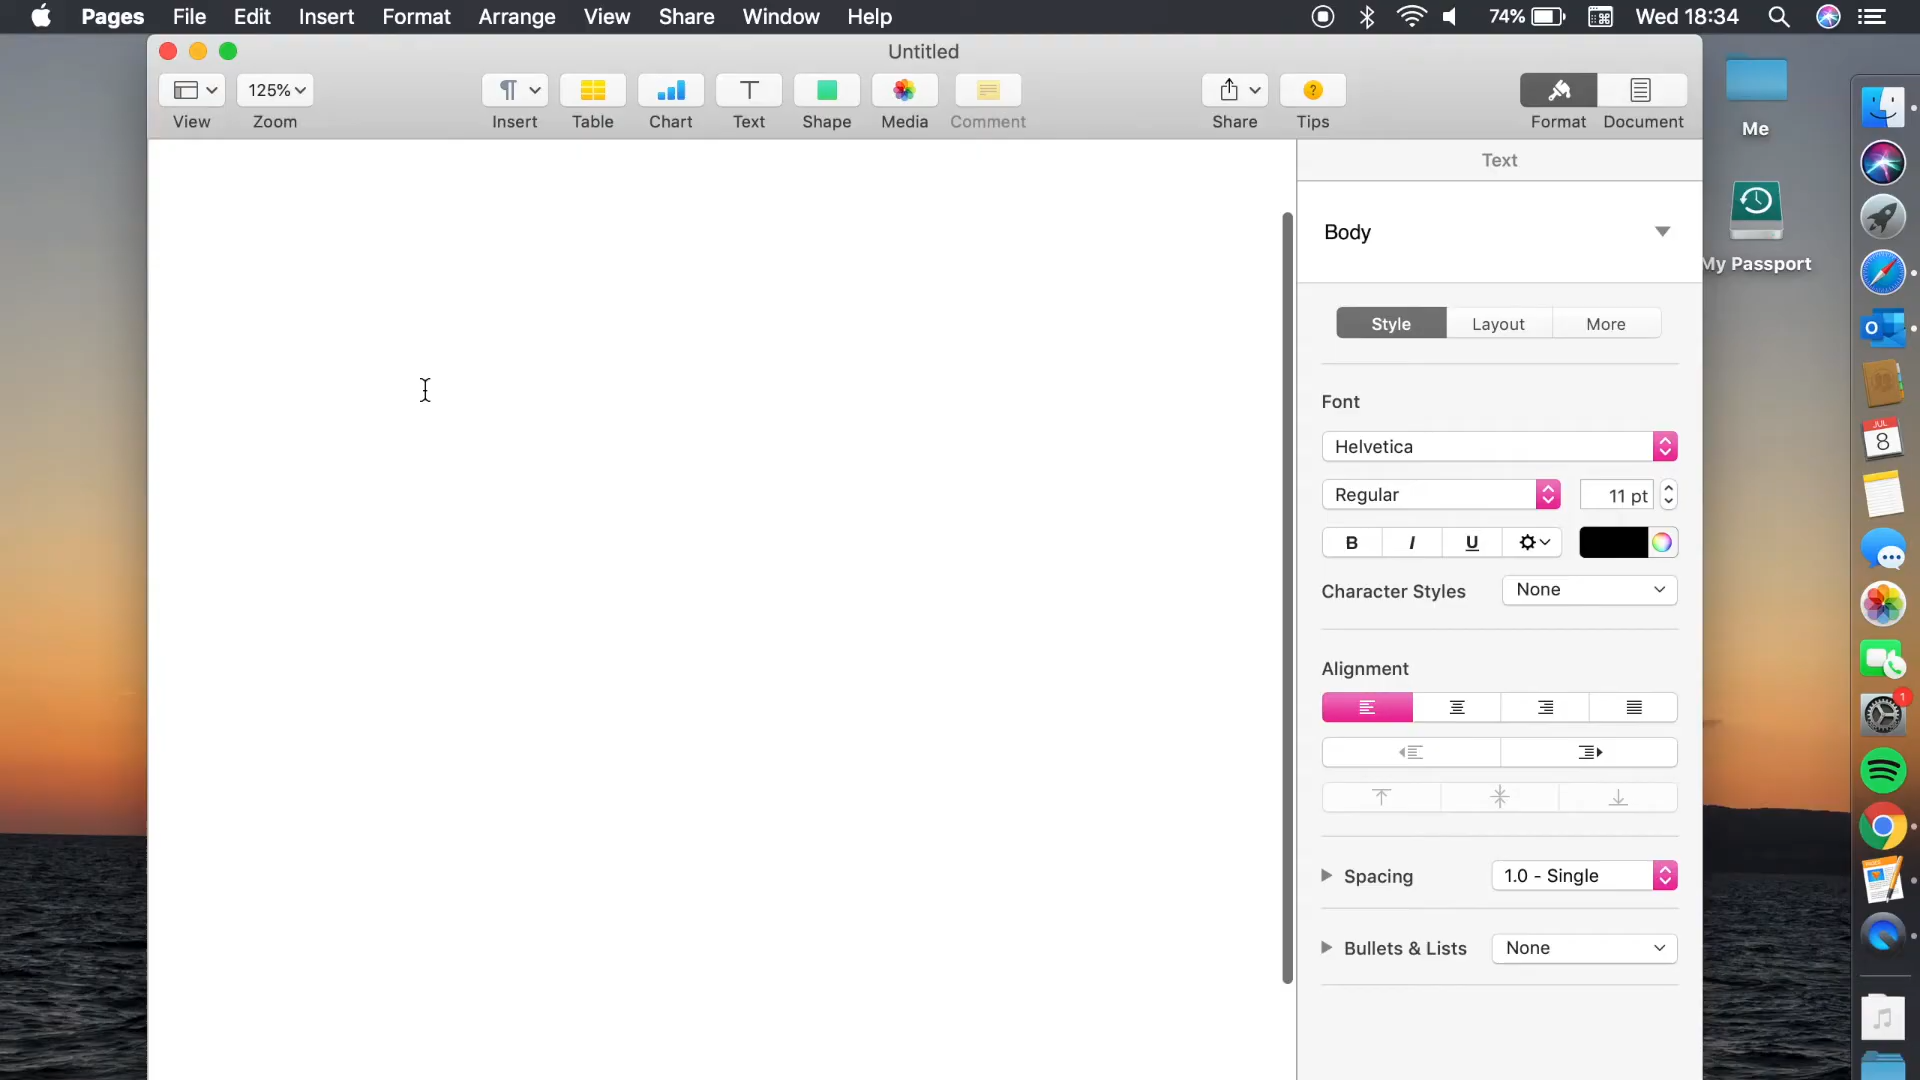 Pages File Edit Insert Format Arrange View Share Window Help 74% Wed 18:34
Untitled
125%
View Zoom Insert Table Chart Text Shape Media Comment Share Tips Format Document
Text
Body
Style Layout More
Font
Helvetica
Regular 11 pt
B I U
Character Styles None
Alignment
Spacing 1.0 - Single
Bullets & Lists None
Me
My Passport
JUL
8
1